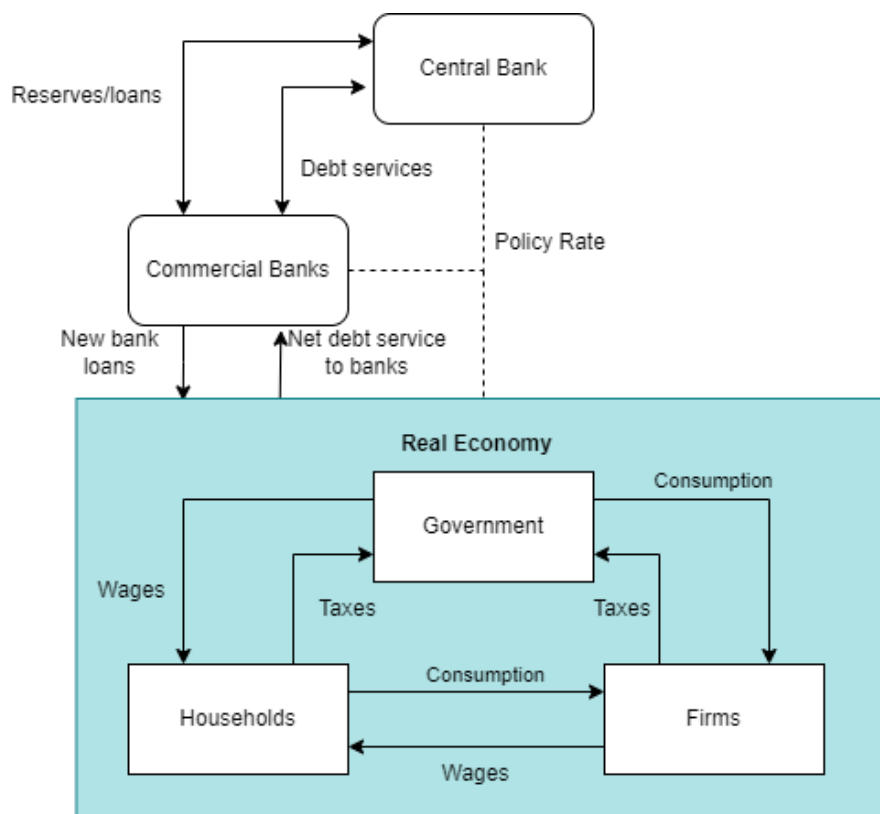 Central Bank
Reserves/loans
Debt services
Policy Rate
Commercial Banks
New bank
loans
Net debt service
to banks
Real Economy
Consumption
Government
Wages
Taxes
Taxes
Consumption
Households
Firms
Wages